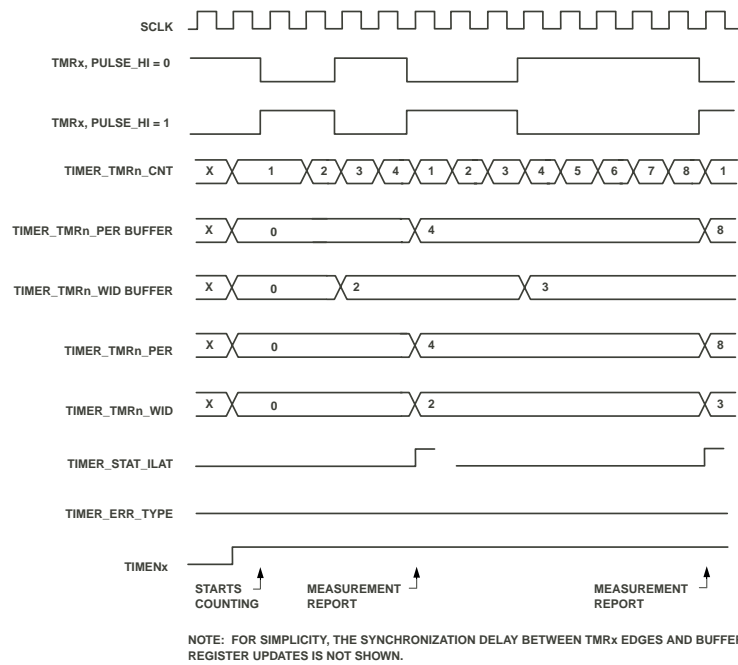 SCLK
TMRx, PULSE_HI = 0
TMRx, PULSE_HI = 1
TIMER_TMRn_CNT X 1 2 3 4 1 2 3 4 5 6 7 8 1
TIMER_TMRn_PER BUFFER X 0 4 8
TIMER_TMRn_WID BUFFER X 0 2 3
TIMER_TMRn_PER X 0 4 8
TIMER_TMRn_WID X 0 2 3
TIMER_STAT_ILAT
TIMER_ERR_TYPE
TIMENx
STARTS COUNTING
MEASUREMENT REPORT
MEASUREMENT REPORT
NOTE: FOR SIMPLICITY, THE SYNCHRONIZATION DELAY BETWEEN TMRx EDGES AND BUFFER
REGISTER UPDATES IS NOT SHOWN.